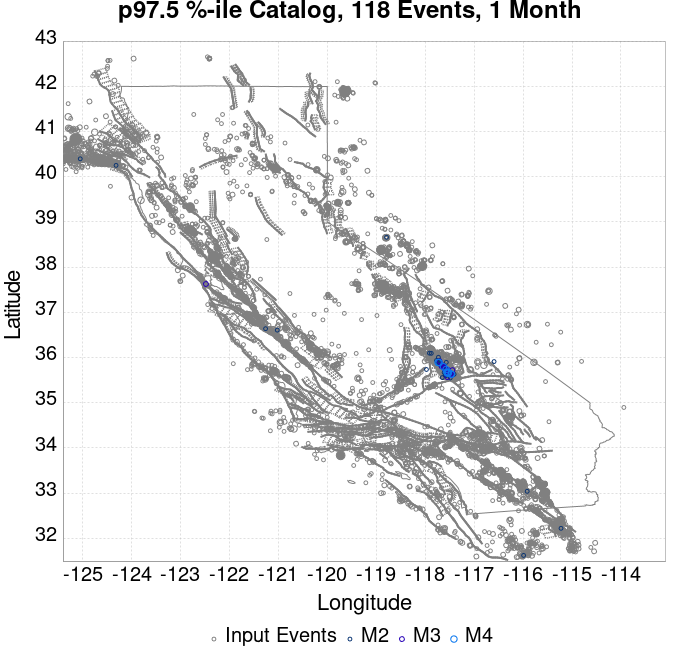 p97.5 %-ile Catalog, 118 Events, 1 Month
43
42
41
40
39
38
37
36
35
34
33
32
Latitude
-125 -124 -123 -122 -121 -120 -119 -118 -117 -116 -115 -114
Longitude
Input Events M2 M3 M4